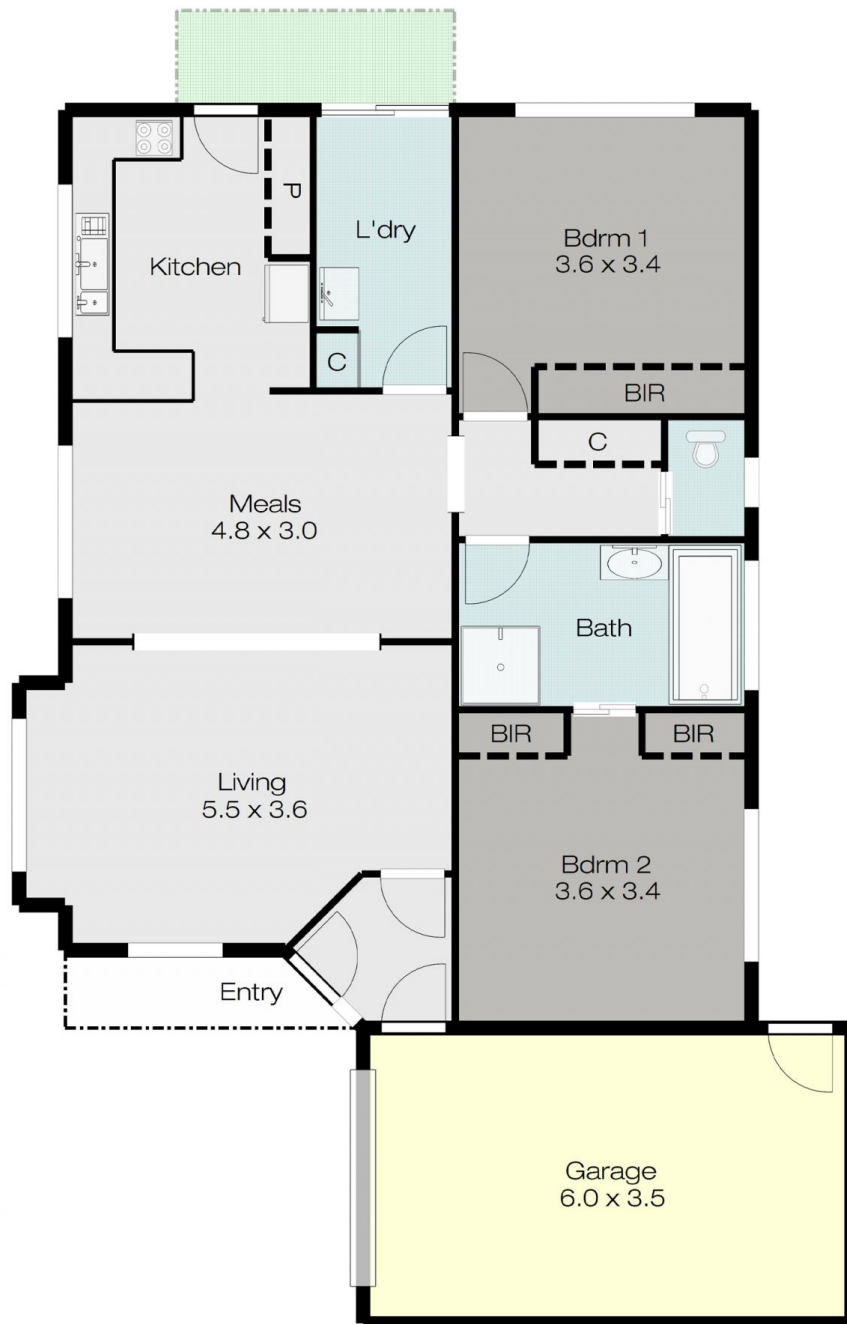 P
L'dry
Kitchen
Bdrm 1
3.6 x 3.4
C
BIR
C
Meals
4.8 x 3.0
Bath
BIR
BIR
Living
5.5 x 3.6
Bdrm 2
3.6 x 3.4
Entry
Garage
6.0 x 3.5